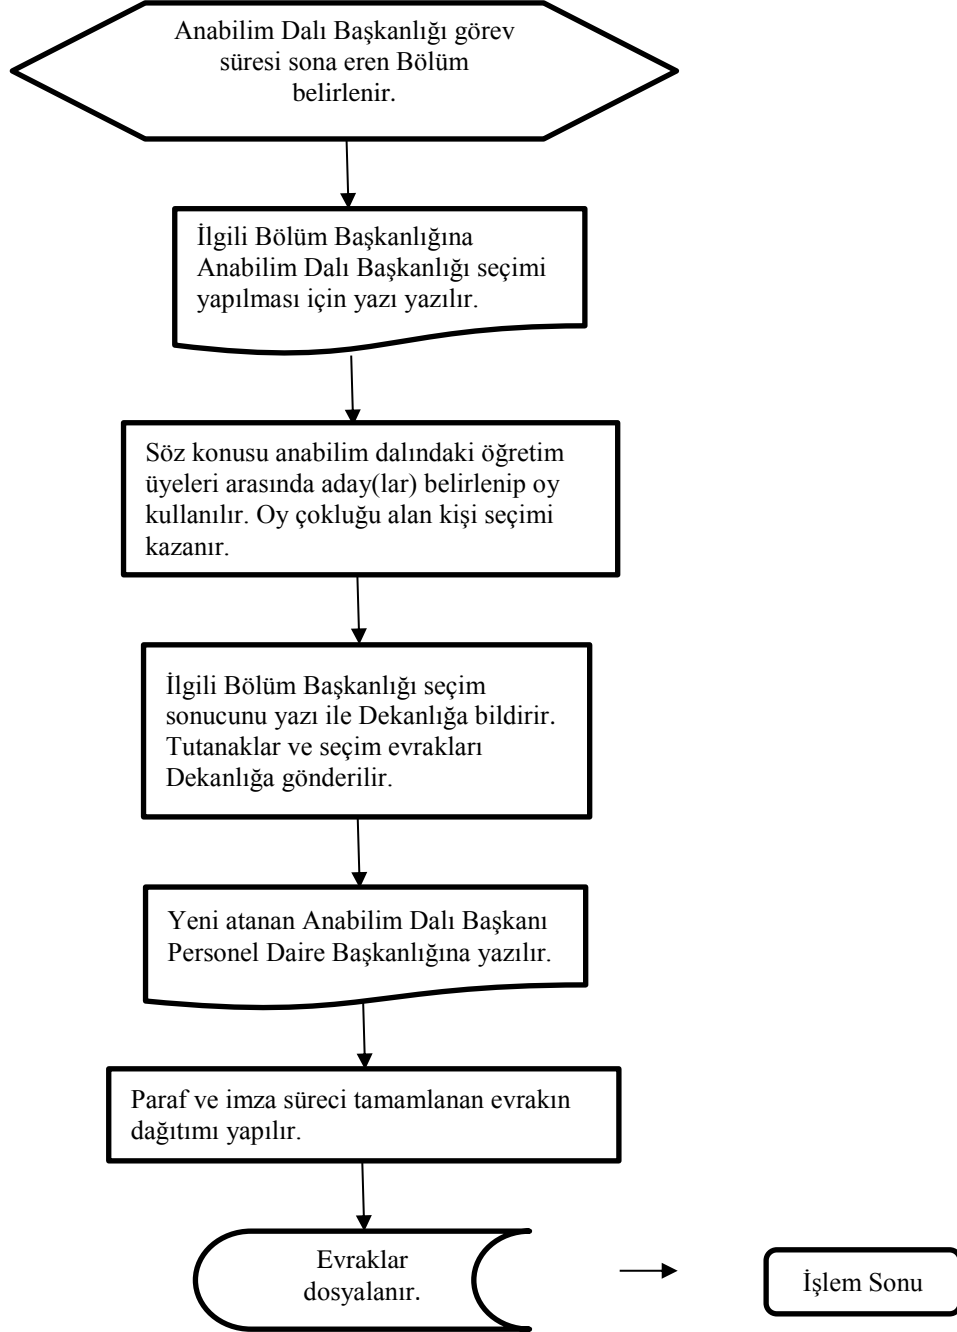 Anabilim Dalı Başkanlığı görev
süresi sona eren Bölüm
belirlenir.
İlgili Bölüm Başkanlığına
Anabilim Dalı Başkanlığı seçimi
yapılması için yazı yazılır.
Söz konusu anabilim dalındaki öğretim
üyeleri arasında aday(lar) belirlenip oy
kullanılır. Oy çokluğu alan kişi seçimi
kazanır.
İlgili Bölüm Başkanlığı seçim
sonucunu yazı ile Dekanlığa bildirir.
Tutanaklar ve seçim evrakları
Dekanlığa gönderilir.
Yeni atanan Anabilim Dalı Başkanı
Personel Daire Başkanlığına yazılır.
Paraf ve imza süreci tamamlanan evrakın
dağıtımı yapılır.
Evraklar
dosyalanır.
İşlem Sonu